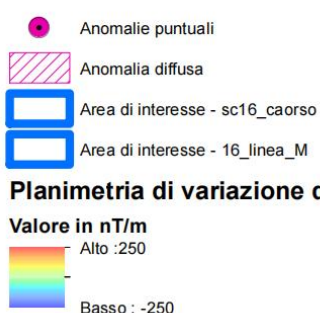 Anomalie puntuali
Anomalia diffusa
Area di interesse - sc16_caorso
Area di interesse - 16_linea_M
Planimetria di variazione
Valore in nT/m
Alto :250
Basso : -250